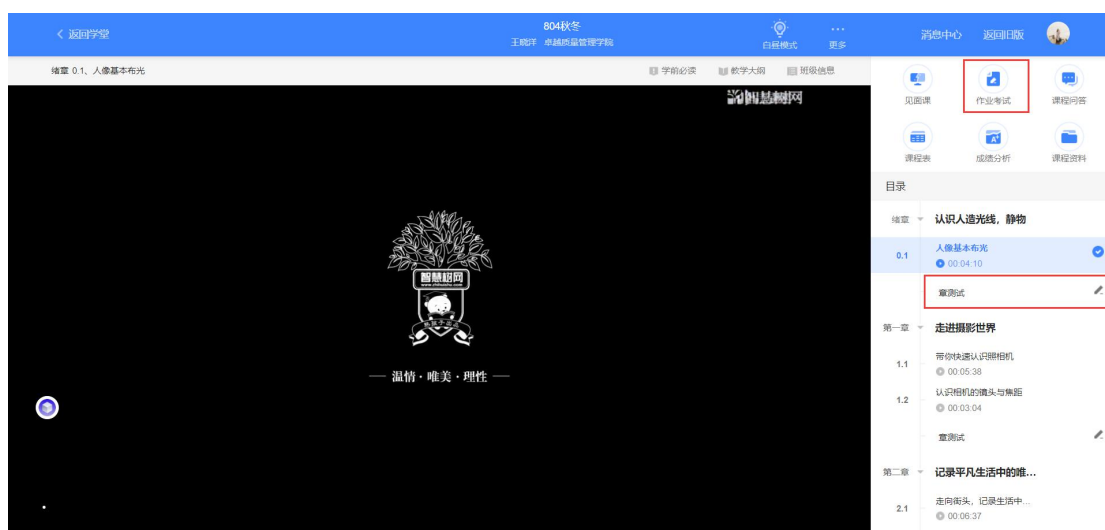 < 返回学堂
804秋冬
王晓洋 卓越质量管理学院
白昼模式
更多
消息中心
返回旧版
绪章 0.1、人像基本布光
学前必读
教学大纲
班级信息
智慧树网
见面课
作业考试
课程问答
课程表
成绩分析
课程资料
目录
绪章 认识人造光线，静物
0.1 人像基本布光
00:04:10
章测试
第一章 走进摄影世界
1.1 带你快速认识照相机
00:05:38
1.2 认识相机的镜头与焦距
00:03:04
章测试
第二章 记录平凡生活中的唯...
2.1 走向街头，记录生活中...
00:06:37
智慧树网
www.zhihuishu.com
— 温情·唯美·理性 —